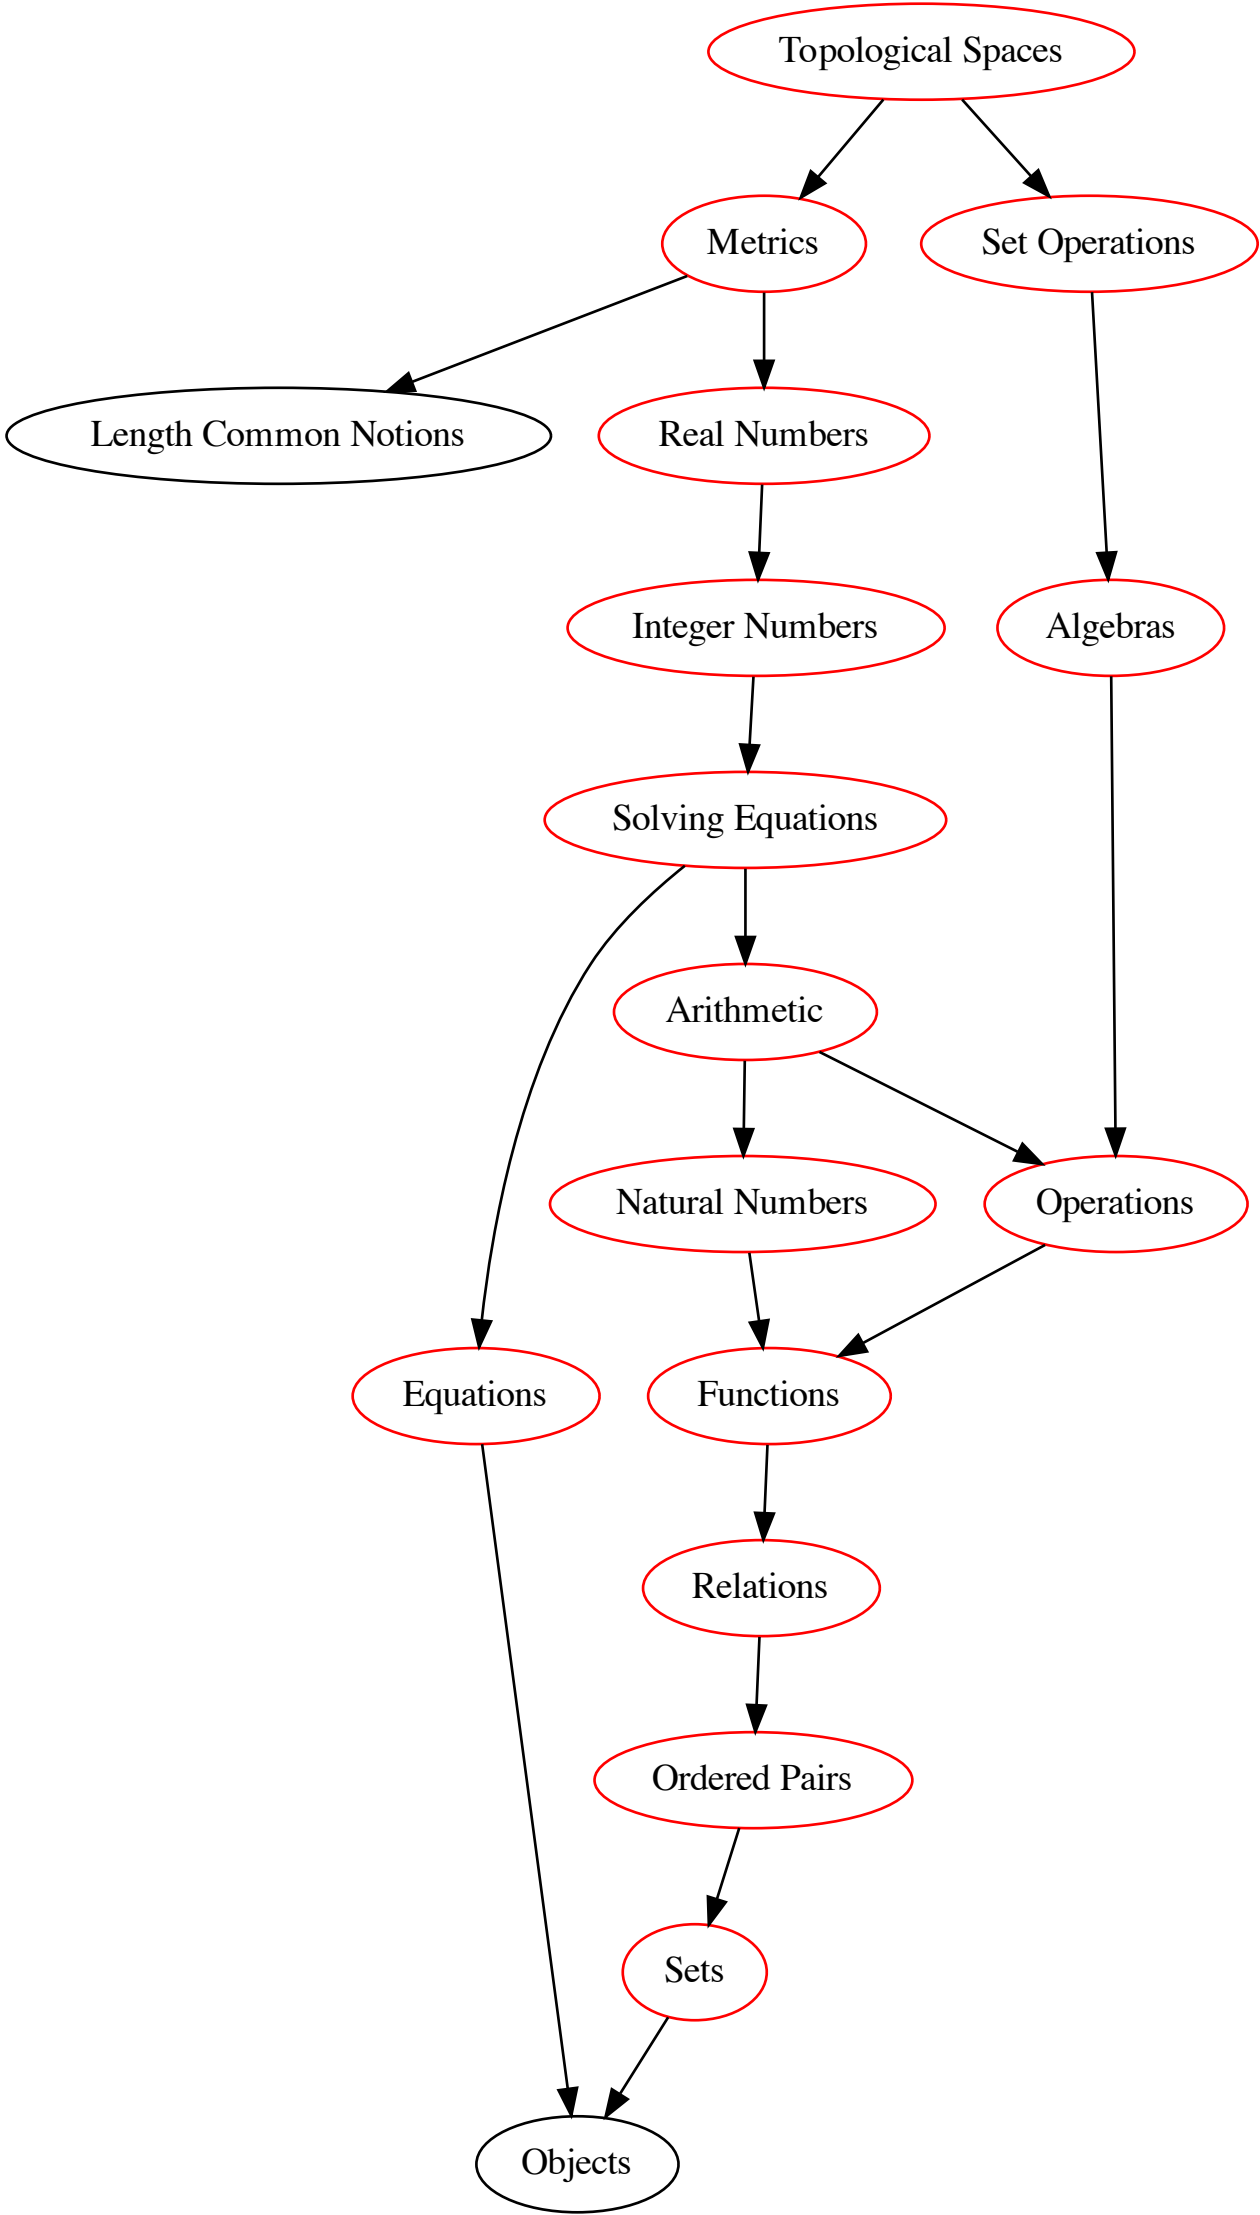 Topological Spaces
Metrics
Set Operations
Length Common Notions
Real Numbers
Integer Numbers
Algebras
Solving Equations
Arithmetic
Natural Numbers
Operations
Equations
Functions
Relations
Ordered Pairs
Sets
Objects